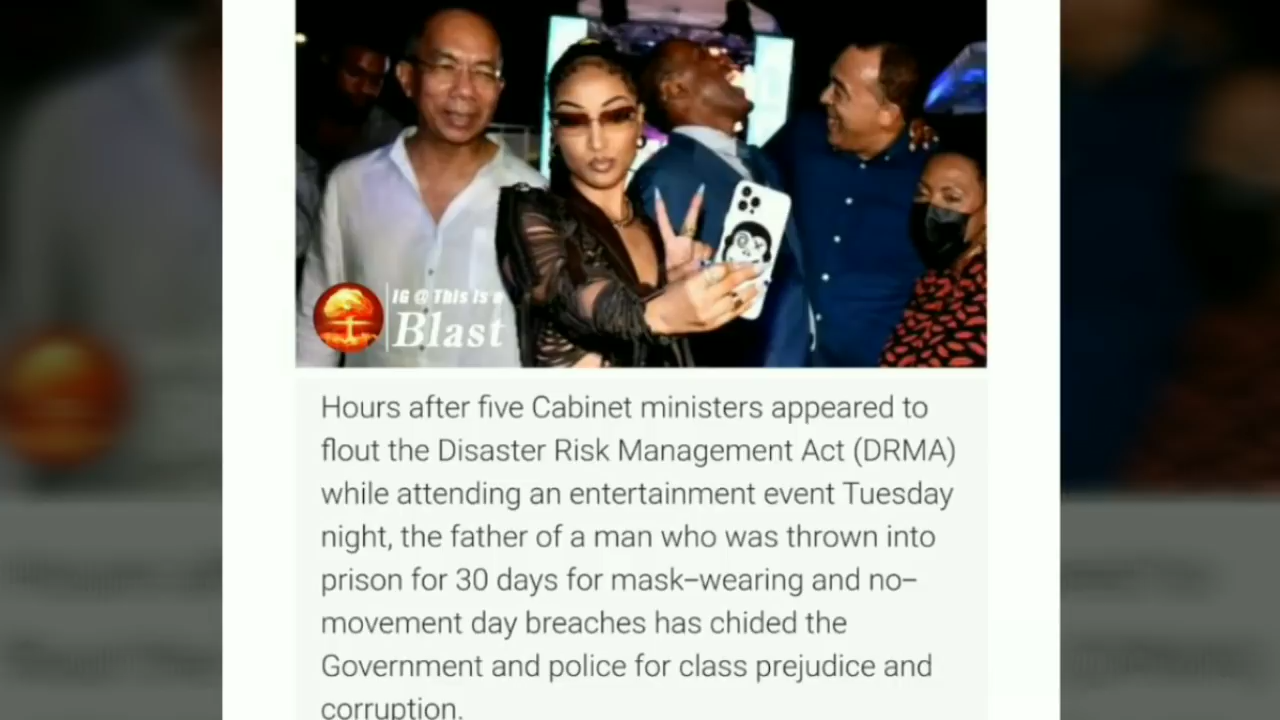 IG @ This is a
Blast
Hours after five Cabinet ministers appeared to
flout the Disaster Risk Management Act (DRMA)
while attending an entertainment event Tuesday
night, the father of a man who was thrown into
prison for 30 days for mask–wearing and no–
movement day breaches has chided the
Government and police for class prejudice and
corruption.